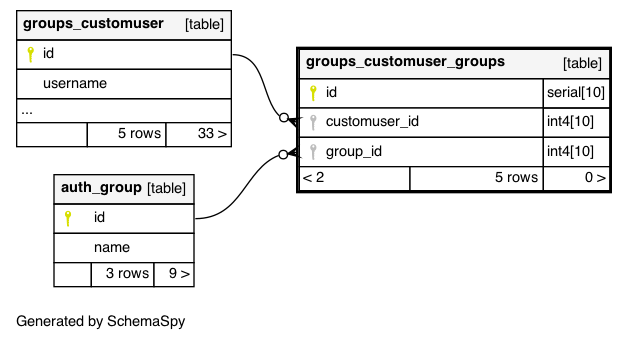 groups_customuser [table]
id
username
...
5 rows 33 >
groups_customuser_groups [table]
id serial[10]
customuser_id int4[10]
group_id int4[10]
< 2 5 rows 0 >
auth_group [table]
id
name
3 rows 9 >
Generated by SchemaSpy